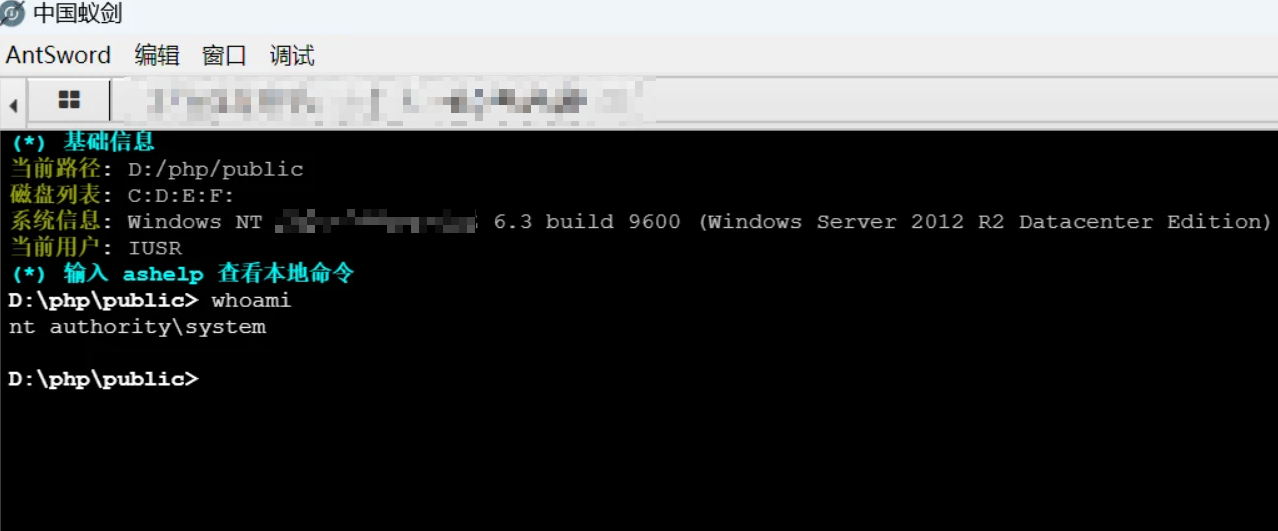 中国蚁剑
AntSword 编辑 窗口 调试
(*) 基础信息
当前路径: D:/php/public
磁盘列表: C:D:E:F:
系统信息: Windows NT 6.3 build 9600 (Windows Server 2012 R2 Datacenter Edition)
当前用户: IUSR
(*) 输入 ashelp 查看本地命令
D:\php\public> whoami
nt authority\system
D:\php\public>